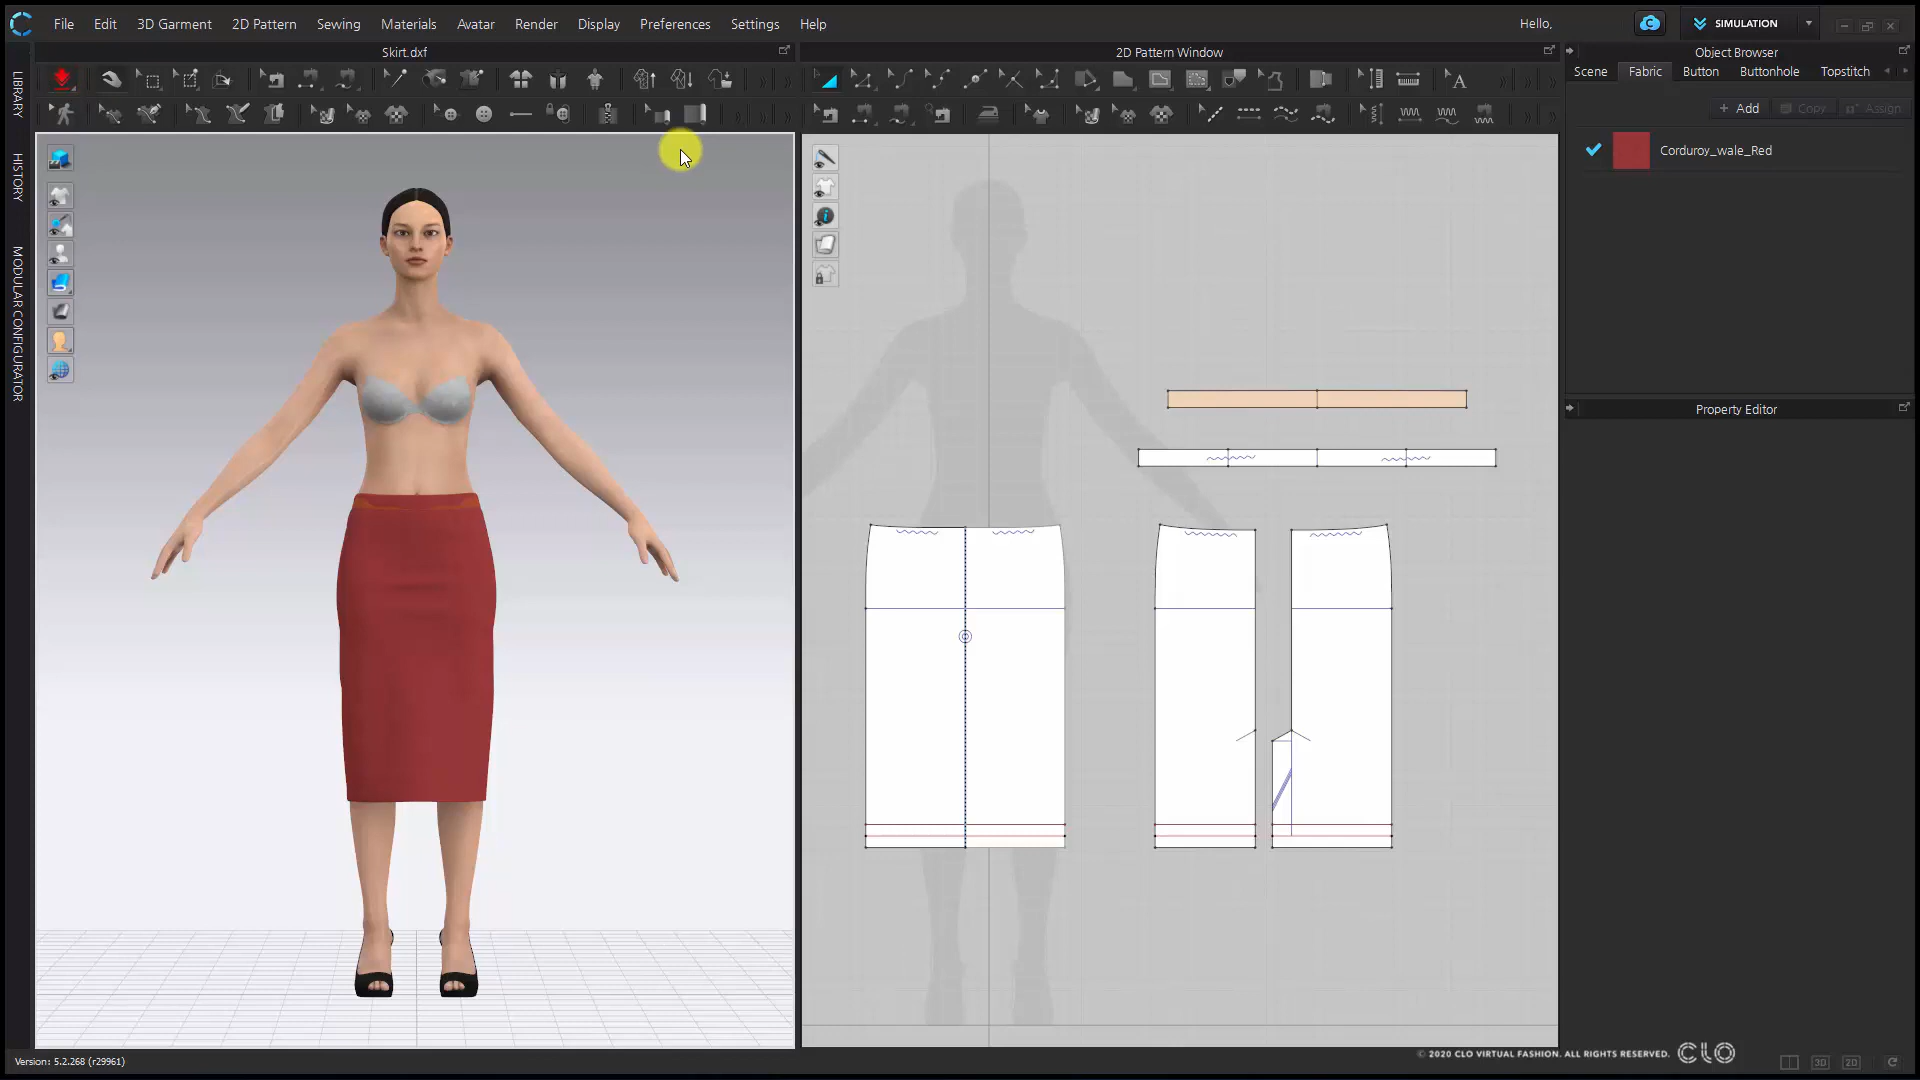 File Edit 3D Garment 2D Pattern Sewing Materials Avatar Render Display Preferences Settings Help Hello, SIMULATION
Skirt.dxf
2D Pattern Window
Object Browser
Scene Fabric Button Buttonhole Topstitch
+ Add Copy Assign
Corduroy_wale_Red
Property Editor
LIBRARY
HISTORY
MODULAR CONFIGURATOR
Version: 5.2.268 (r29961)
© 2020 CLO VIRTUAL FASHION. ALL RIGHTS RESERVED. CLO
3D 2D